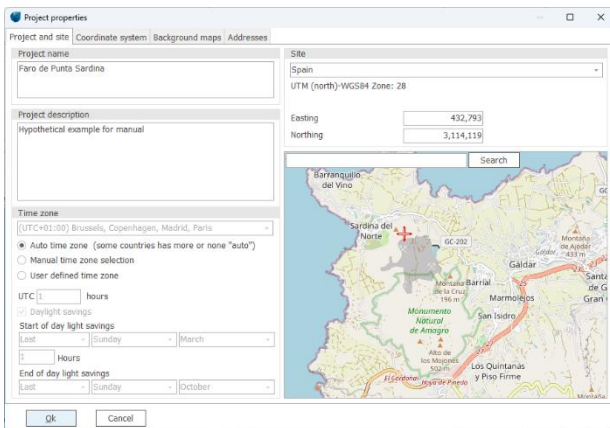 Project properties
Project and site Coordinate system Background maps Addresses
Project name
Faro de Punta Sardina
Project description
Hypothetical example for manual
Time zone
(UTC+01:00) Brussels, Copenhagen, Madrid, Paris
Auto time zone (some countries has more or none "auto")
Manual time zone selection
User defined time zone
UTC 1 hours
Daylight savings
Start of day light savings
Last Sunday March
1 Hours
End of day light savings
Last Sunday October
Ok Cancel
Site
Spain
UTM (north)-WGS84 Zone: 28
Easting 432,793
Northing 3,114,119
Search
Barranquillo
del Vino
Sardina del
Norte
GC-202
Gáldar
Montaña
de Ajódar
433 m
Montaña
de la Cruz
196 m
Barrial
Marmolejos
San Isidro
Monumento
Natural
de Amagro
Alto de
los Mojones
502 m
Los Quintanas
y Piso Firme
El Gardonal
Hoya de Pineda
Montaña